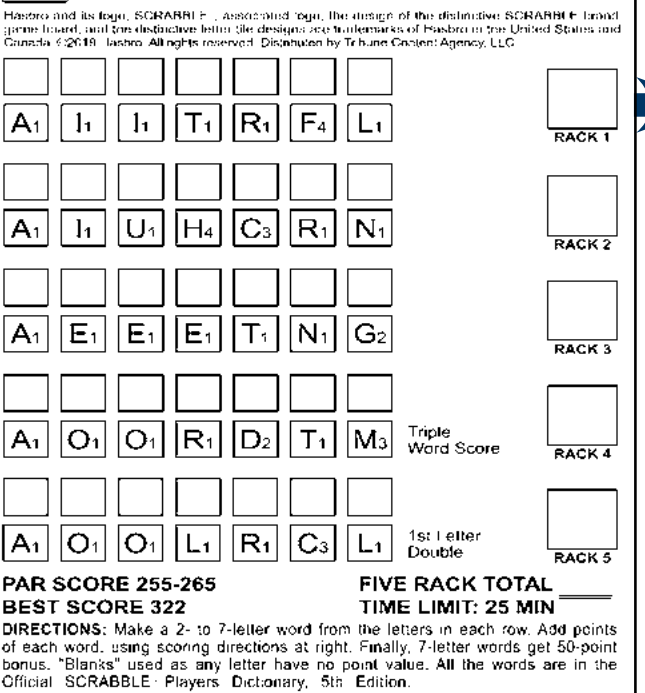 Hasbro and its logo, SCRABBLE, associated logo, the design of the distinctive SCRABBLE brand
game board, and the distinctive letter tile designs are trademarks of Hasbro in the United States and
Canada. ©2019 Hasbro. All rights reserved. Distributed by Tribune Content Agency, LLC
A1 I1 I1 T1 R1 F4 L1
RACK 1
A1 I1 U1 H4 C3 R1 N1
RACK 2
A1 E1 E1 E1 T1 N1 G2
RACK 3
A1 O1 O1 R1 D2 T1 M3
Triple
Word Score
RACK 4
A1 O1 O1 L1 R1 C3 L1
1st Letter
Double
RACK 5
PAR SCORE 255-265
BEST SCORE 322
FIVE RACK TOTAL
TIME LIMIT: 25 MIN
DIRECTIONS: Make a 2- to 7-letter word from the letters in each row. Add points
of each word, using scoring directions at right. Finally, 7-letter words get 50-point
bonus. "Blanks" used as any letter have no point value. All the words are in the
Official SCRABBLE Players Dictionary, 5th Edition.